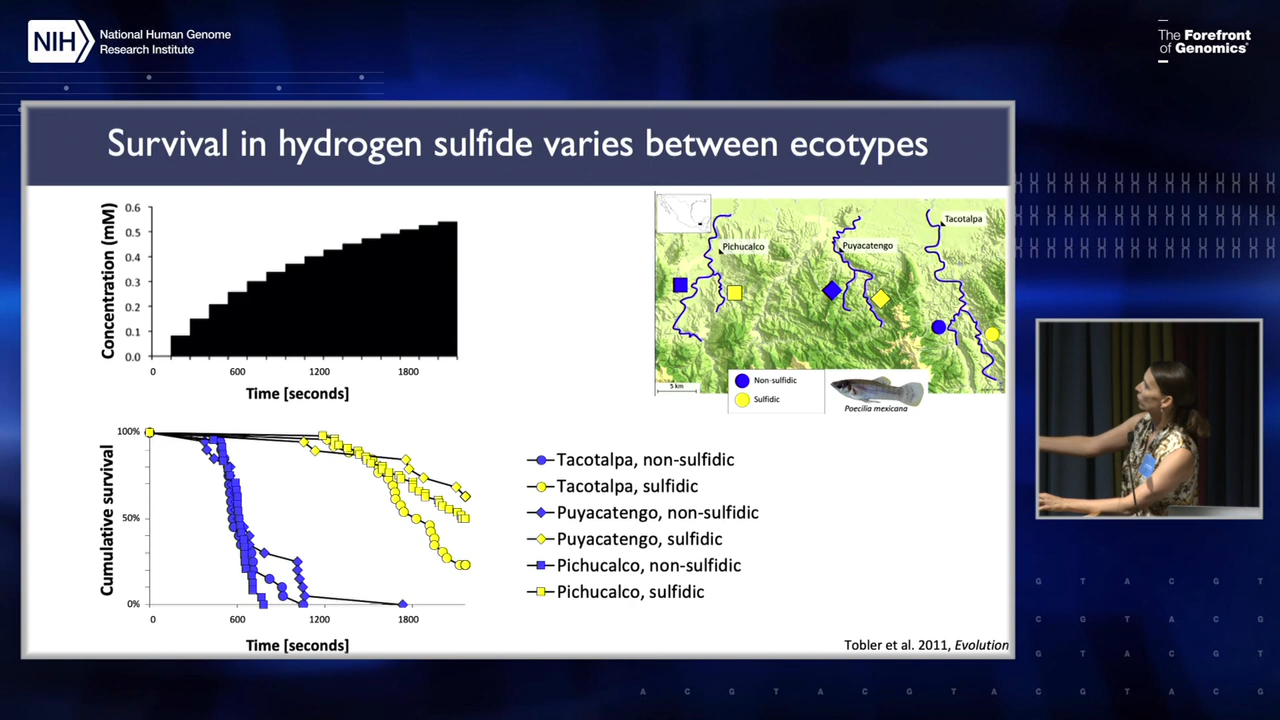 NIH
National Human Genome
Research Institute
The Forefront
of Genomics®
Survival in hydrogen sulfide varies between ecotypes
Concentration (mM)
0.6
0.5
0.4
0.3
0.2
0.1
0.0
0
600
1200
1800
Time [seconds]
Pichucalco
Puyacatengo
Tacotalpa
5 km
Non-sulfidic
Sulfidic
Poecilia mexicana
Cumulative survival
100%
50%
0%
0
600
1200
1800
Time [seconds]
Tacotalpa, non-sulfidic
Tacotalpa, sulfidic
Puyacatengo, non-sulfidic
Puyacatengo, sulfidic
Pichucalco, non-sulfidic
Pichucalco, sulfidic
Tobler et al. 2011, Evolution
G T A C G T
C G T A C G
G T A C G T
A C G T A C G T A C G T A C G